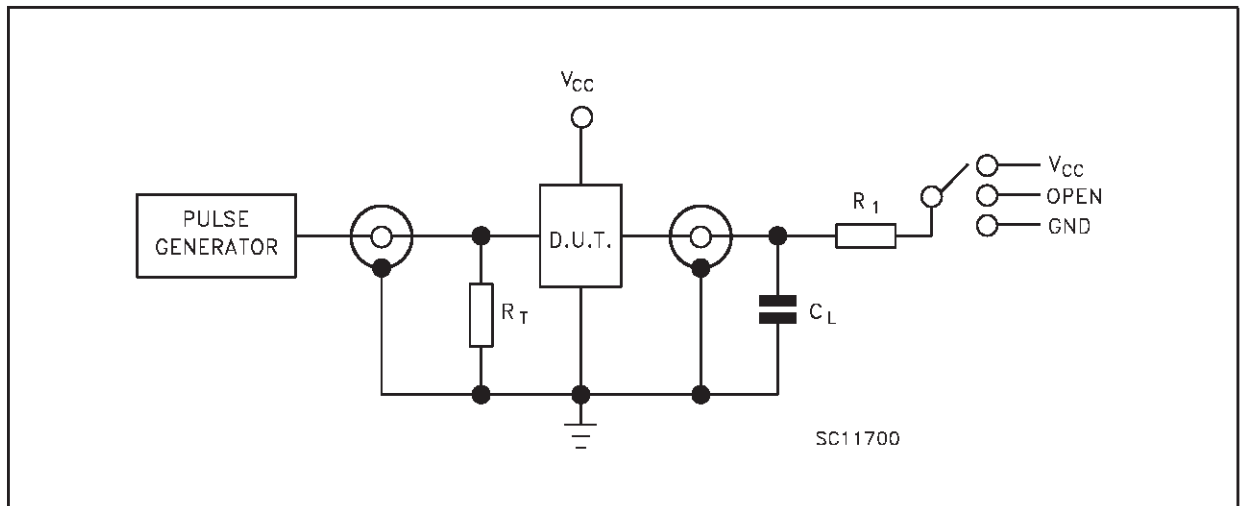 VCC
PULSE
GENERATOR
D.U.T.
RT
CL
R1
VCC
OPEN
GND
SC11700